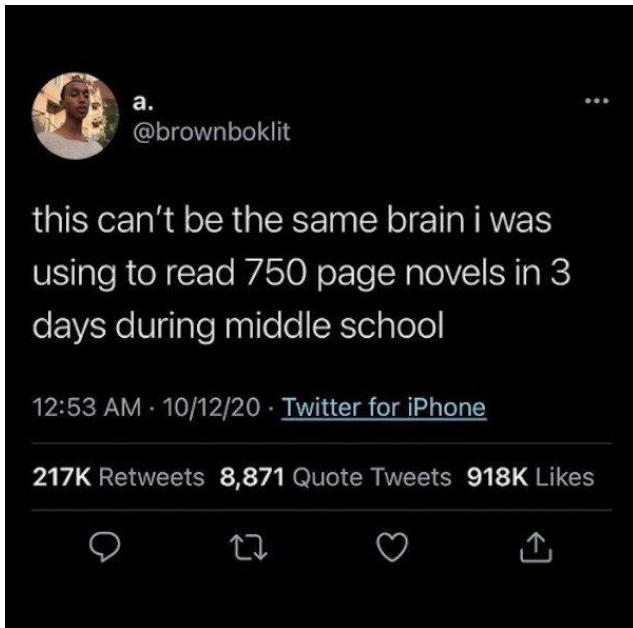 a.
@brownboklit
this can't be the same brain i was
using to read 750 page novels in 3
days during middle school
12:53 AM · 10/12/20 · Twitter for iPhone
217K Retweets 8,871 Quote Tweets 918K Likes